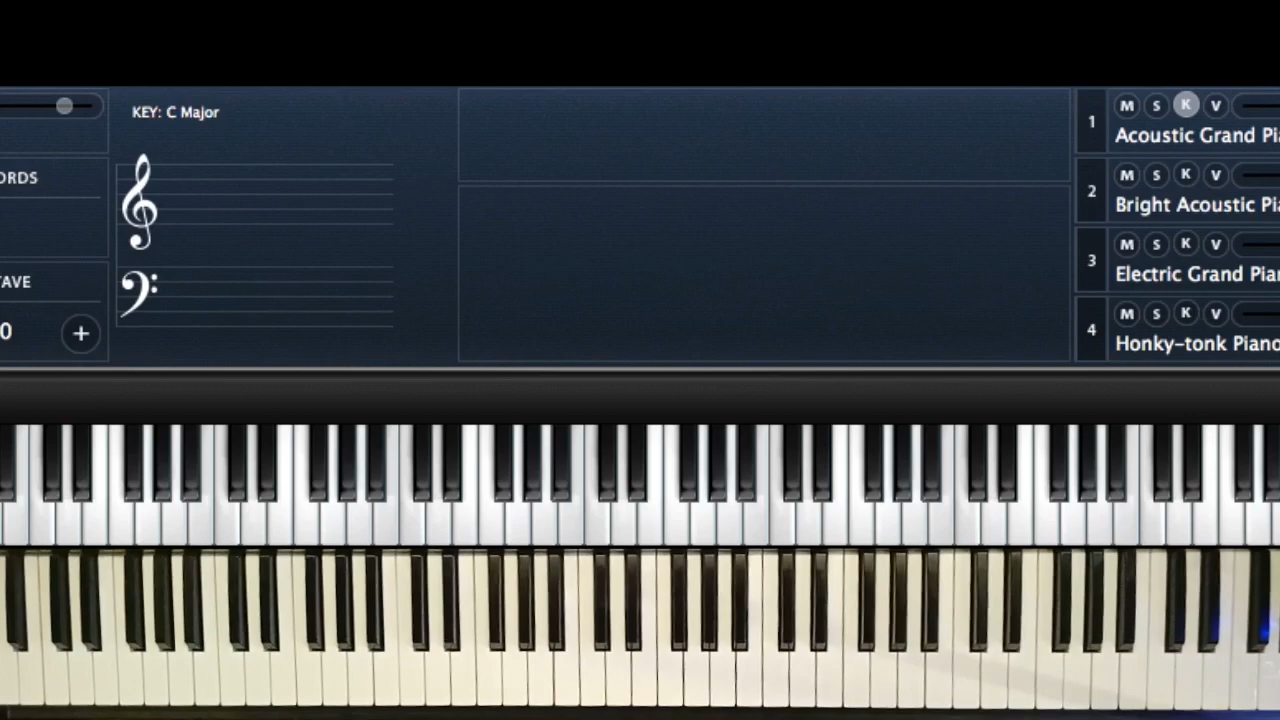 KEY: C Major
ORDS
TAVE
0
+
1
M S K V
Acoustic Grand Pia
2
M S K V
Bright Acoustic Pia
3
M S K V
Electric Grand Pian
4
M S K V
Honky-tonk Piano